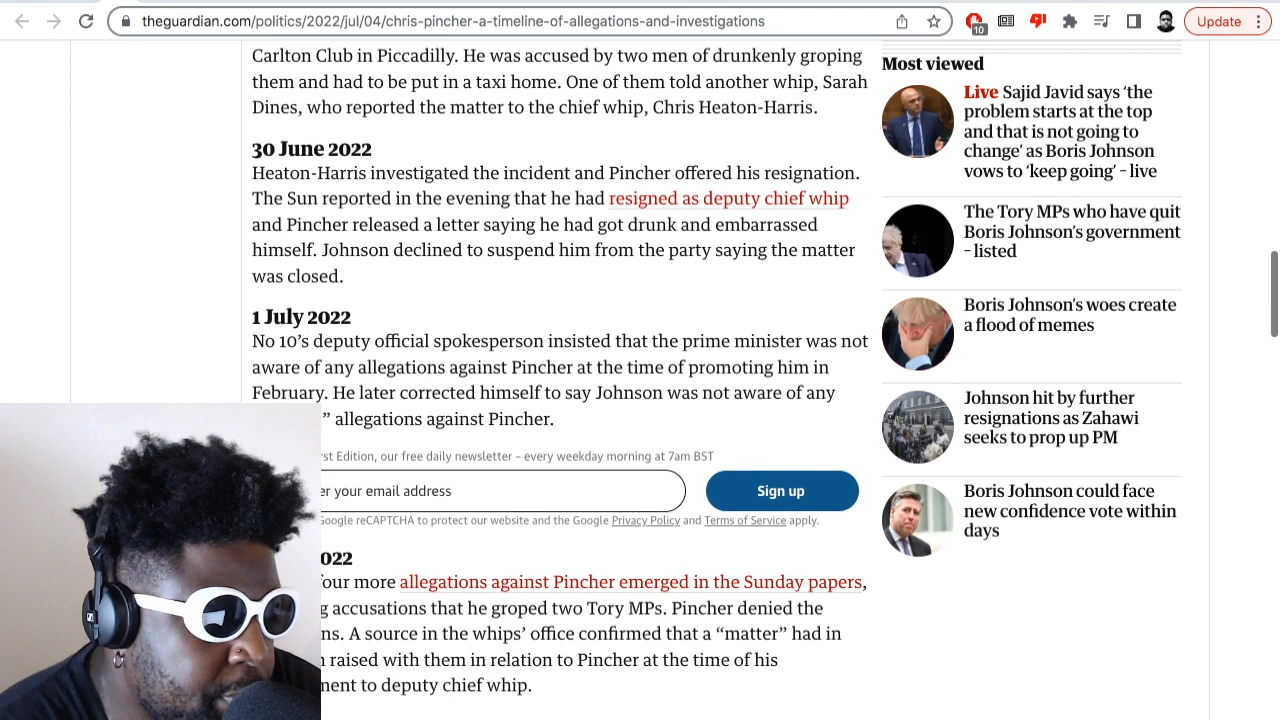 theguardian.com/politics/2022/jul/04/chris-pincher-a-timeline-of-allegations-and-investigations
10
Update
Carlton Club in Piccadilly. He was accused by two men of drunkenly groping
them and had to be put in a taxi home. One of them told another whip, Sarah
Dines, who reported the matter to the chief whip, Chris Heaton-Harris.
30 June 2022
Heaton-Harris investigated the incident and Pincher offered his resignation.
The Sun reported in the evening that he had resigned as deputy chief whip
and Pincher released a letter saying he had got drunk and embarrassed
himself. Johnson declined to suspend him from the party saying the matter
was closed.
1 July 2022
No 10’s deputy official spokesperson insisted that the prime minister was not
aware of any allegations against Pincher at the time of promoting him in
February. He later corrected himself to say Johnson was not aware of any
” allegations against Pincher.
Edition, our free daily newsletter – every weekday morning at 7am BST
your email address
Sign up
Google reCAPTCHA to protect our website and the Google Privacy Policy and Terms of Service apply.
022
four more allegations against Pincher emerged in the Sunday papers,
accusations that he groped two Tory MPs. Pincher denied the
A source in the whips’ office confirmed that a “matter” had in
raised with them in relation to Pincher at the time of his
to deputy chief whip.
Most viewed
Live Sajid Javid says ‘the
problem starts at the top
and that is not going to
change’ as Boris Johnson
vows to ‘keep going’ – live
The Tory MPs who have quit
Boris Johnson’s government
– listed
Boris Johnson’s woes create
a flood of memes
Johnson hit by further
resignations as Zahawi
seeks to prop up PM
Boris Johnson could face
new confidence vote within
days